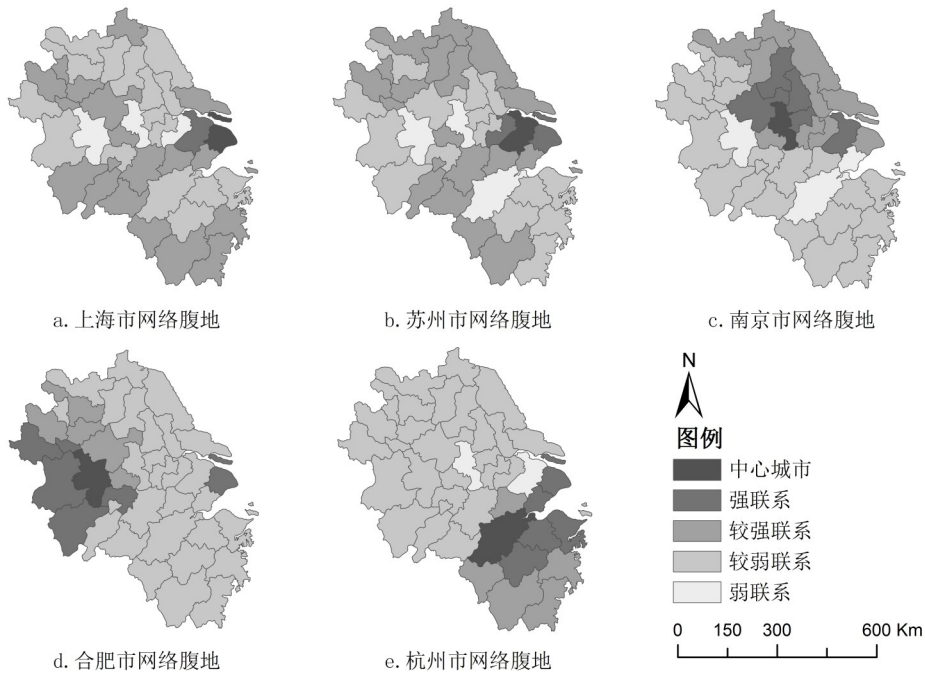 a. 上海市网络腹地
b. 苏州市网络腹地
c. 南京市网络腹地
d. 合肥市网络腹地
e. 杭州市网络腹地
N
图例
中心城市
强联系
较强联系
较弱联系
弱联系
0 150 300 600 Km